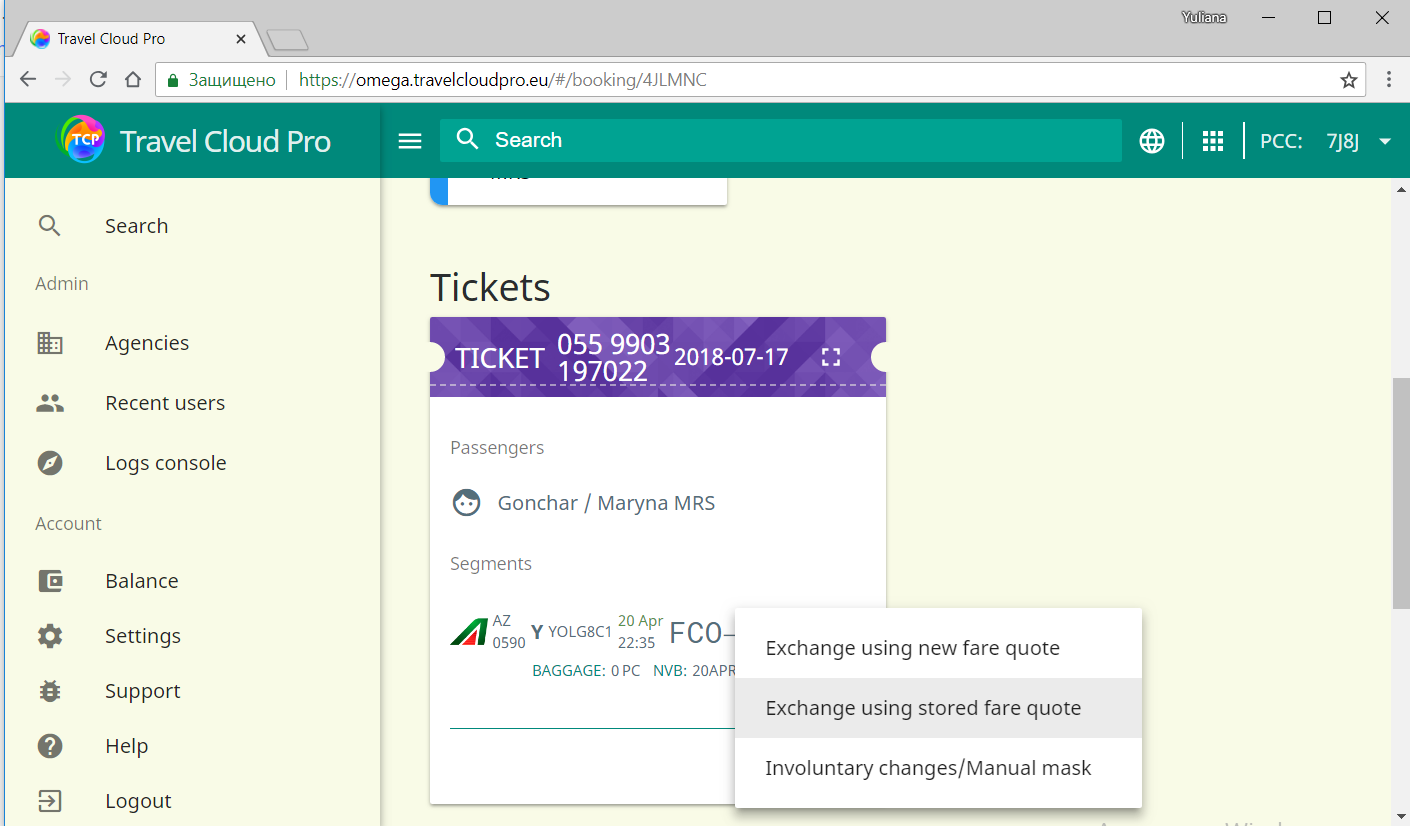 Yuliana
Travel Cloud Pro
Защищено
https://omega.travelcloudpro.eu/#/booking/4JLMNC
TCP
Travel Cloud Pro
Search
PCC: 7J8J
Search
Admin
Agencies
Recent users
Logs console
Account
Balance
Settings
Support
Help
Logout
Tickets
TICKET
055 9903
197022
2018-07-17
Passengers
Gonchar / Maryna MRS
Segments
AZ
0590
Y YOLG8C1
20 Apr
22:35
FCO–
BAGGAGE: 0 PC NVB: 20APR
Exchange using new fare quote
Exchange using stored fare quote
Involuntary changes/Manual mask